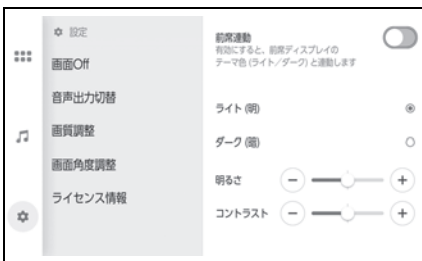 設定
画面Off
音声出力切替
画質調整
画面角度調整
ライセンス情報
前席連動
有効にすると、前席ディスプレイの
テーマ色(ライト/ダーク)と連動します
ライト(明)
ダーク(暗)
明るさ
コントラスト